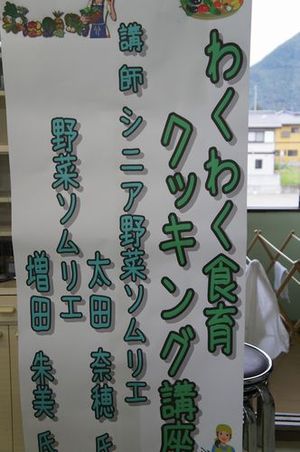 わくわく食育
クッキング講座
講師 シニア野菜ソムリエ
太田 奈穂 氏
野菜ソムリエ
増田 朱美 氏